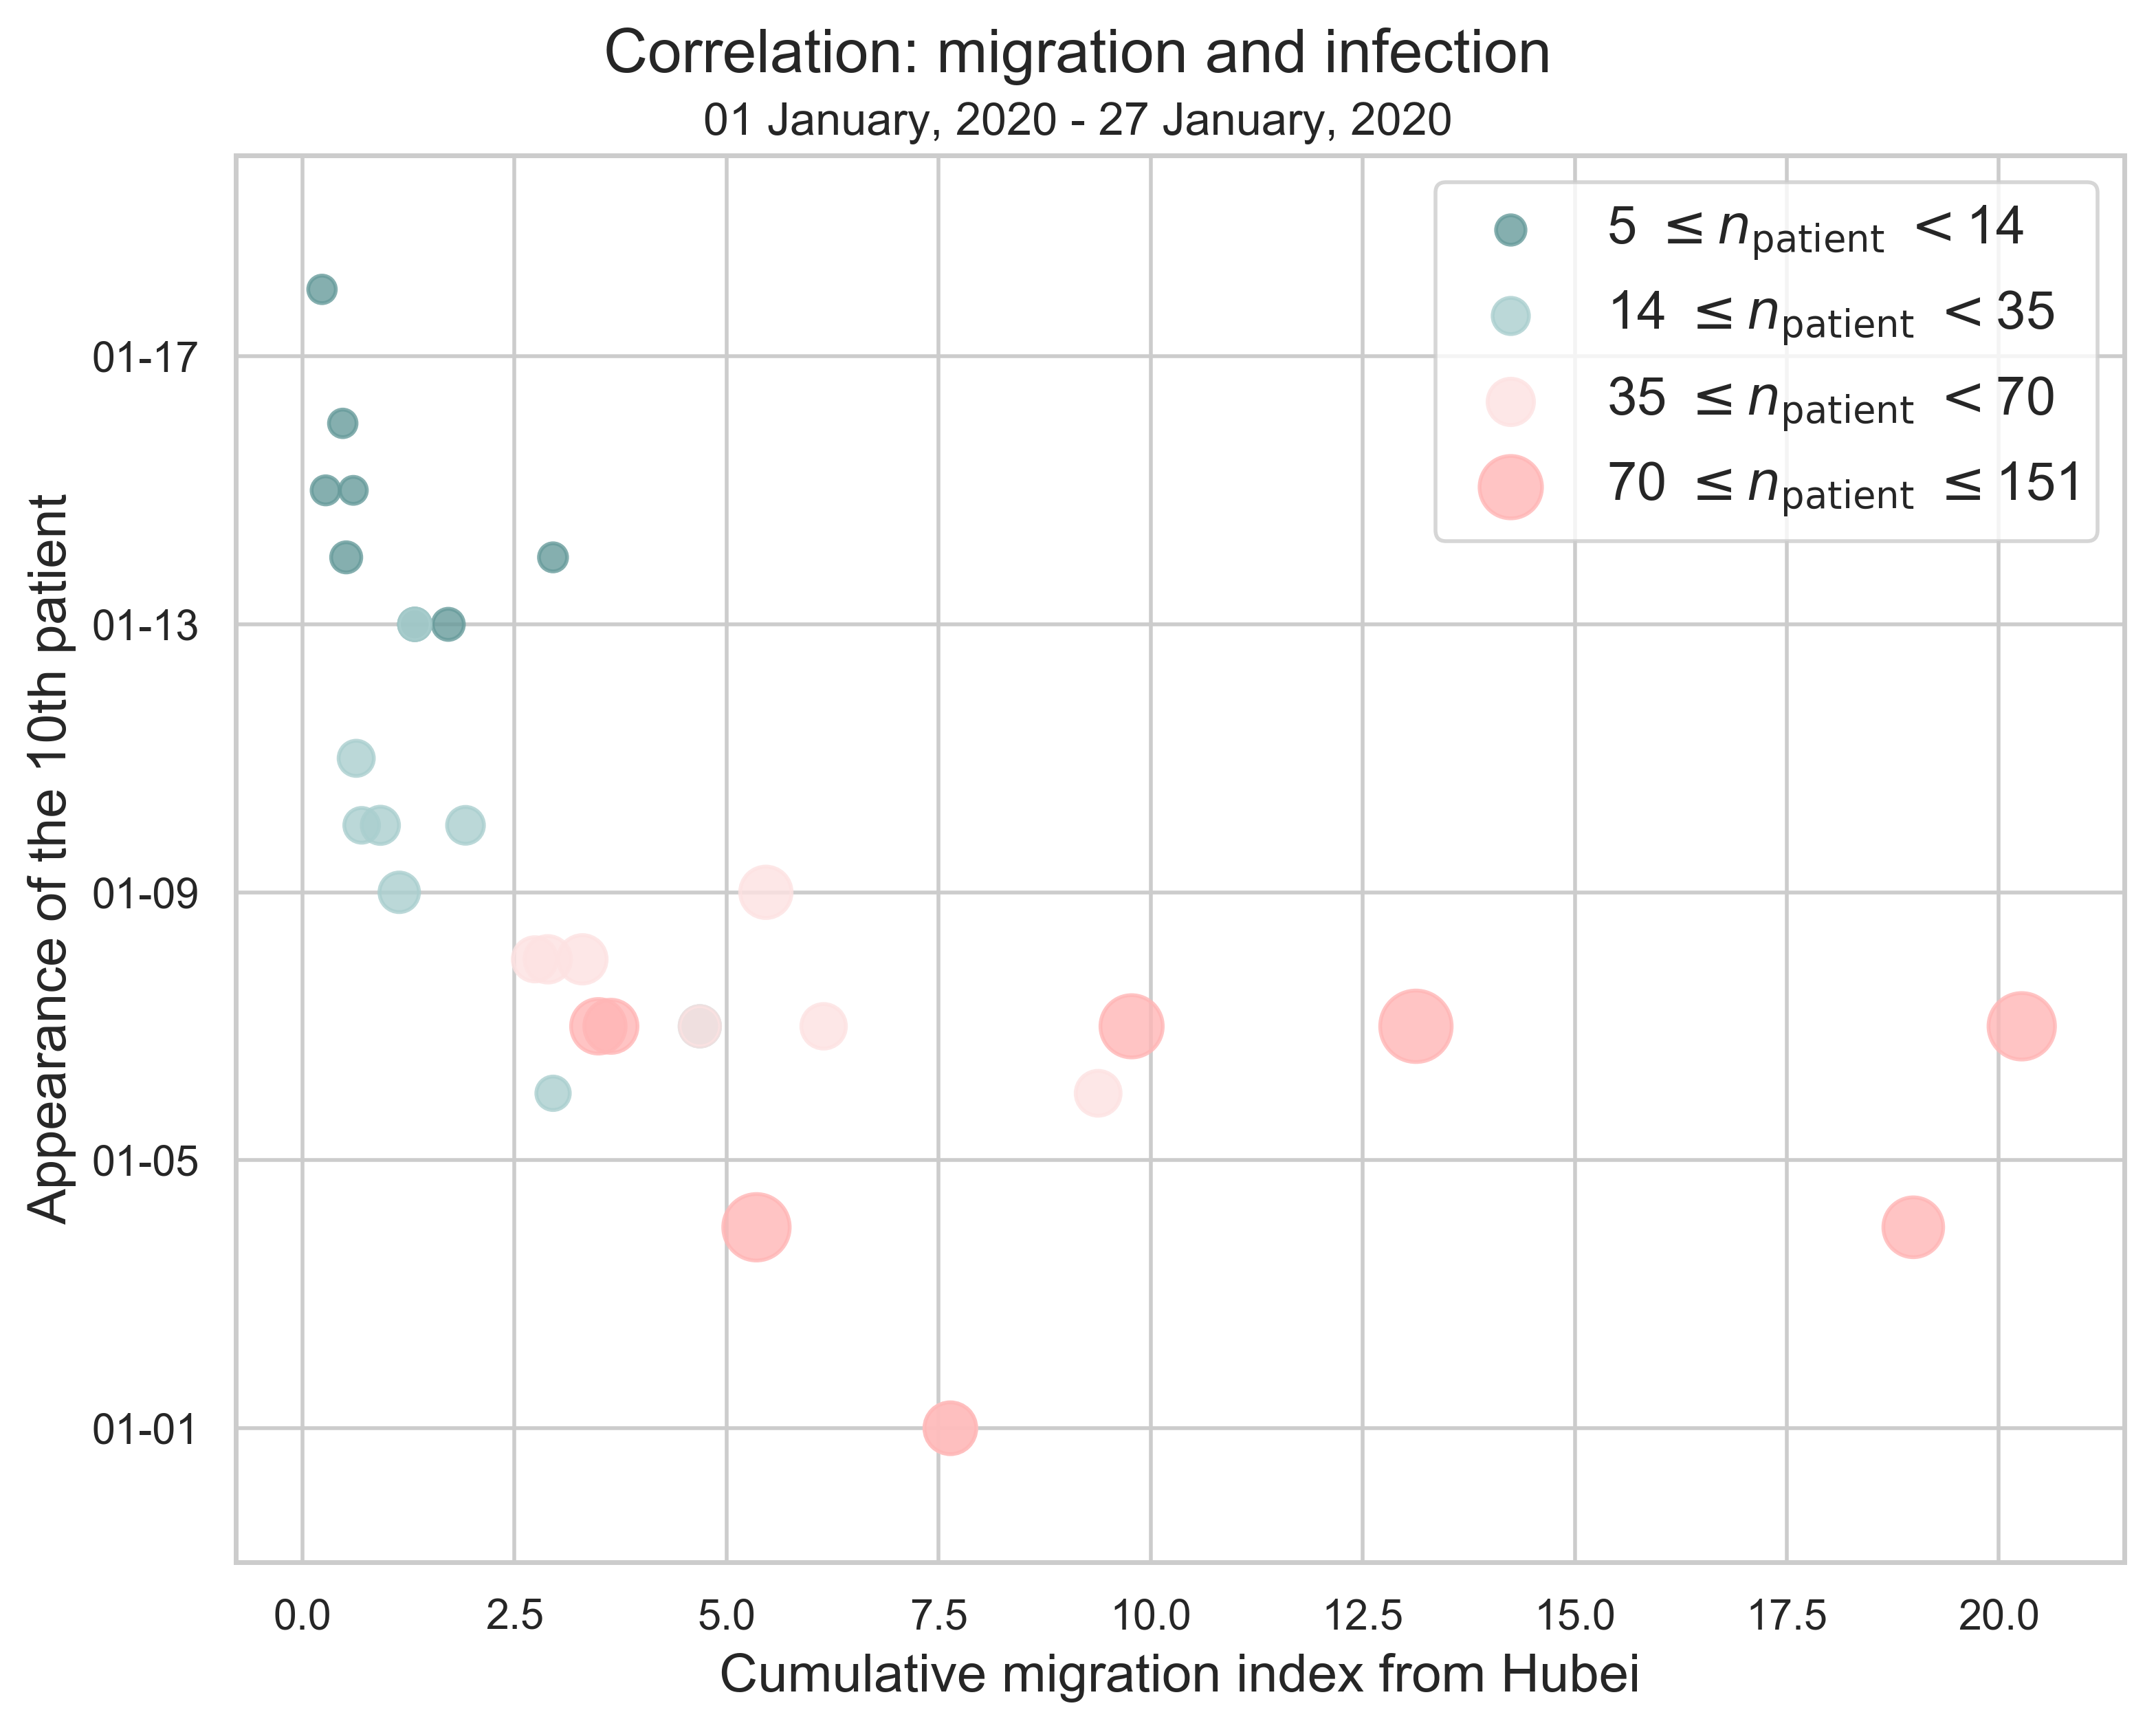 Correlation: migration and infection
01 January, 2020 - 27 January, 2020
5 ≤ n_patient < 14
14 ≤ n_patient < 35
35 ≤ n_patient < 70
70 ≤ n_patient ≤ 151
Appearance of the 10th patient
01-17
01-13
01-09
01-05
01-01
0.0 2.5 5.0 7.5 10.0 12.5 15.0 17.5 20.0
Cumulative migration index from Hubei